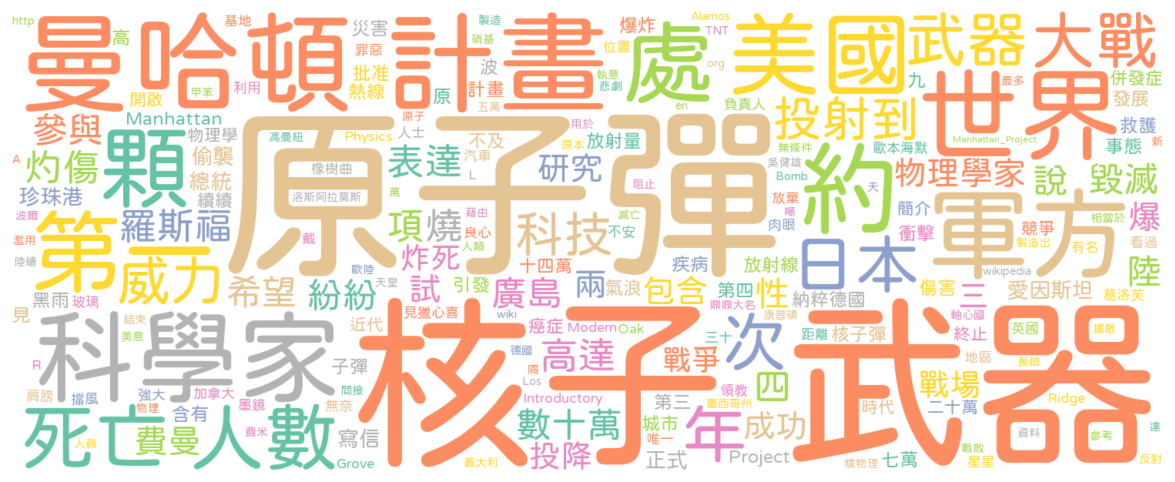 曼哈頓計畫
處
美國
武器
大戰
世界
原子彈
核子武器
科學家
軍方
約
顆
第
威力
死亡人數
日本
次
年
http
高
基地
災害
罪惡
製造
硝基
爆炸
Alamos
TNT
位置
波
批准
熱線
原
計畫
執意
悲劇
org
en
九
併發症
發展
開啟
甲苯
利用
五萬
負責人
投射到
救護
事態
參與
Manhattan
物理學
馮曼紐
Physics
原子
人士
用於
原本
不及
放射量
歐本海默
無條件
Manhattan_Project
新
A
灼傷
偷襲
橡樹曲
汽車
表達
研究
吳健雄
Bomb
物理學家
說
毀滅
珍珠港
總統
續續
洛斯阿拉莫斯
L
阻止
放棄
天
噸
肉眼
簡介
衝擊
競爭
相當於
爆
波爾
濫用
羅斯福
戴
萬
藉由
良心
項
燒
科技
滅亡
人類
不安
製造出
有名
看過
陸續
炸死
十四萬
疾病
放射線
wikipedia
陸
黑雨
玻璃
希望
歐陸
天皇
紛紛
試
引發
廣島
兩
氣浪
包含
第四
性
鼎鼎大名
康普頓
納粹德國
傷害
三
愛因斯坦
葛洛芙
見
結束
美意
近代
見獵心喜
wiki
癌症
Modern
Oak
三十
距離
核子彈
終止
軸心國
英國
擴散
R
子彈
德國
高達
隔
戰爭
四
地區
戰場
長崎
肩膀
擋風
強大
物理
加拿大
墨鏡
間接
無奈
Los
Introductory
領教
墨西哥州
第三
時代
二十萬
Ridge
含有
人員
費曼
費米
寫信
Grove
義大利
數十萬
投降
城市
唯一
正式
成功
Project
核物理
七萬
戰敗
星星
資料
參考
達
反對
最多